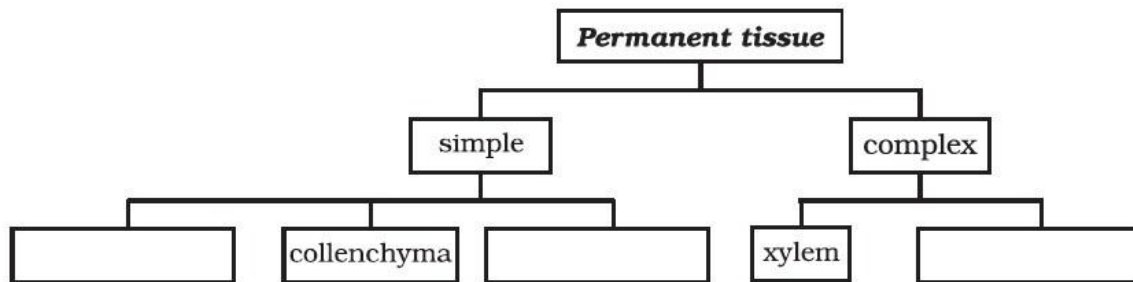 Permanent tissue
simple
complex
collenchyma
xylem